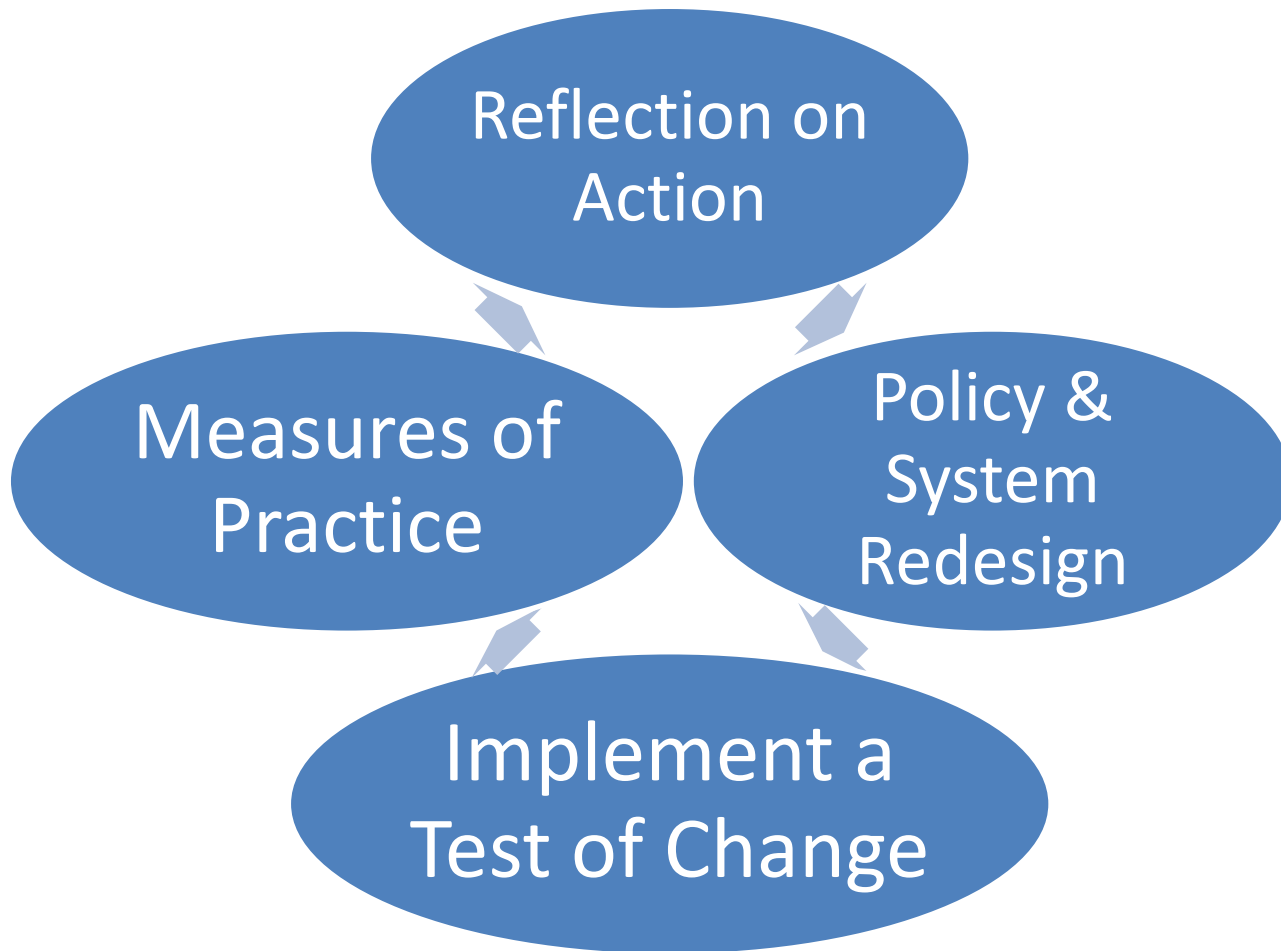 Reflection on
Action
Measures of
Practice
Policy &
System
Redesign
Implement a
Test of Change